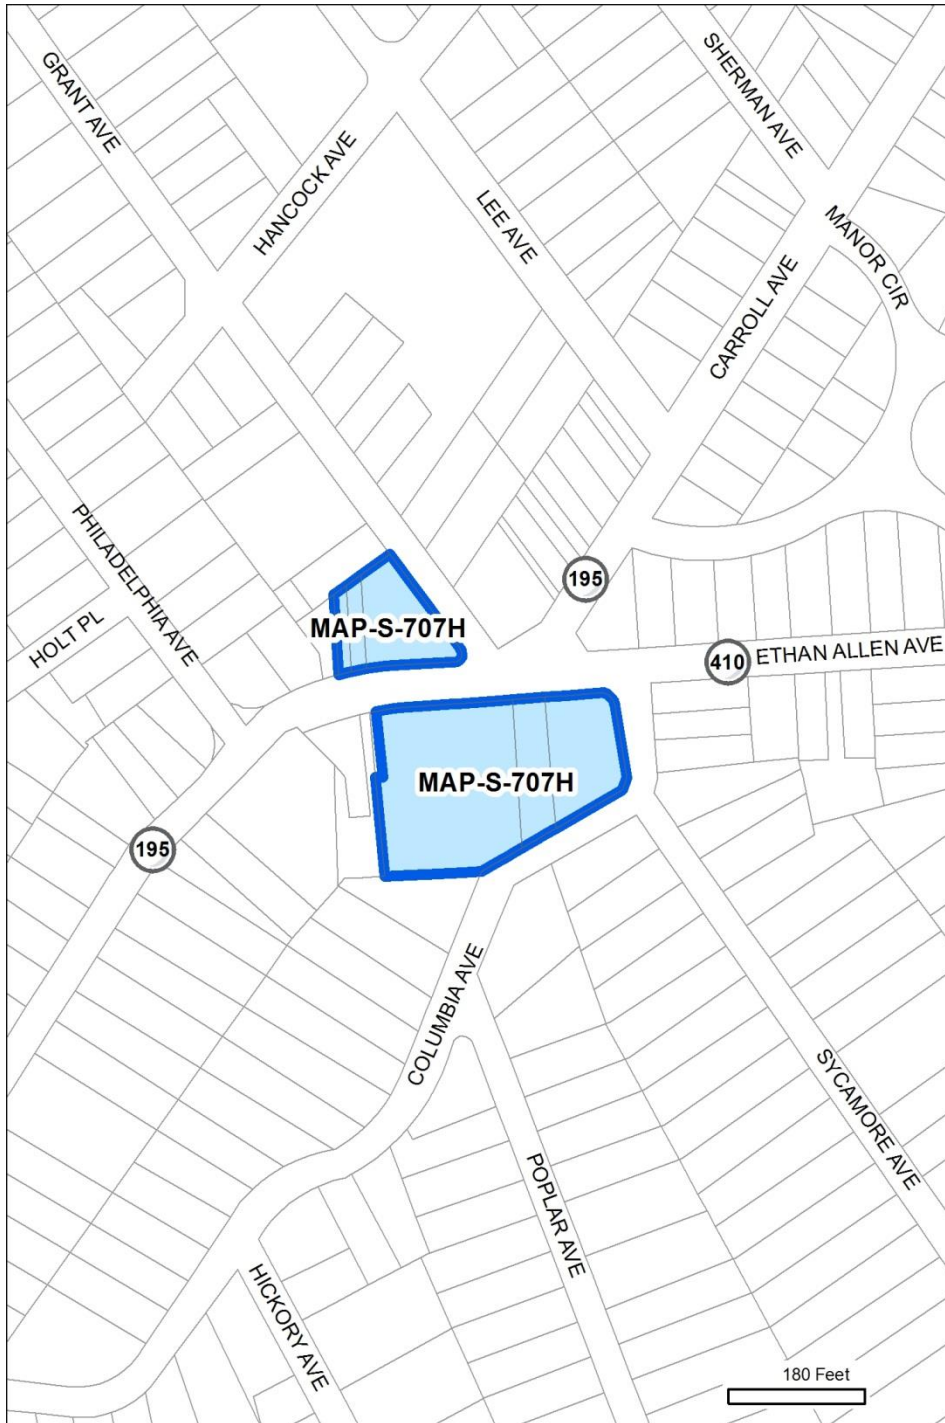 GRANT AVE
SHERMAN AVE
HANCOCK AVE
LEE AVE
MANOR CIR
CARROLL AVE
PHILADELPHIA AVE
HOLT PL
195
MAP-S-707H
410
ETHAN ALLEN AVE
MAP-S-707H
195
COLUMBIA AVE
SYCAMORE AVE
POPLAR AVE
HICKORY AVE
180 Feet